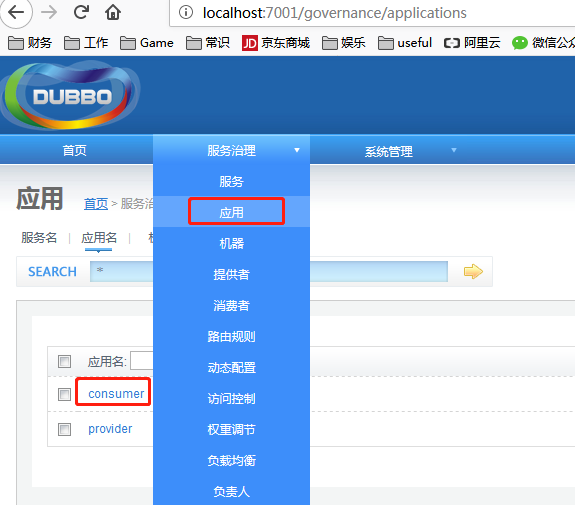 localhost:7001/governance/applications
财务 工作 Game 常识 JD 京东商城 娱乐 useful 阿里云 微信公众
DUBBO
首页 服务治理 系统管理
应用 首页 > 服务治
服务 
应用
机器
提供者
消费者
路由规则
动态配置
访问控制
权重调节
负载均衡
负责人
服务名 | 应用名 |
SEARCH *
应用名:
consumer
provider